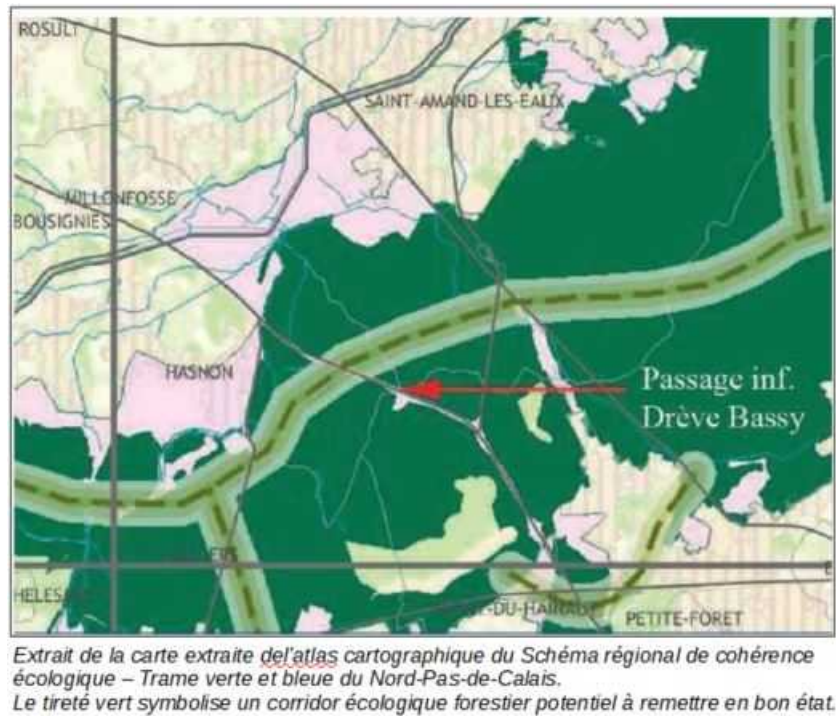 ROSULT
SAINT-AMAND-LES-EAUX
MILLONFOSSE
BOUSIGNIES
HASNON
Passage inf.
Drève Bassy
PETITE-FORET
Extrait de la carte extraite del'atlas cartographique du Schéma régional de cohérence
écologique – Trame verte et bleue du Nord-Pas-de-Calais.
Le tireté vert symbolise un corridor écologique forestier potentiel à remettre en bon état.